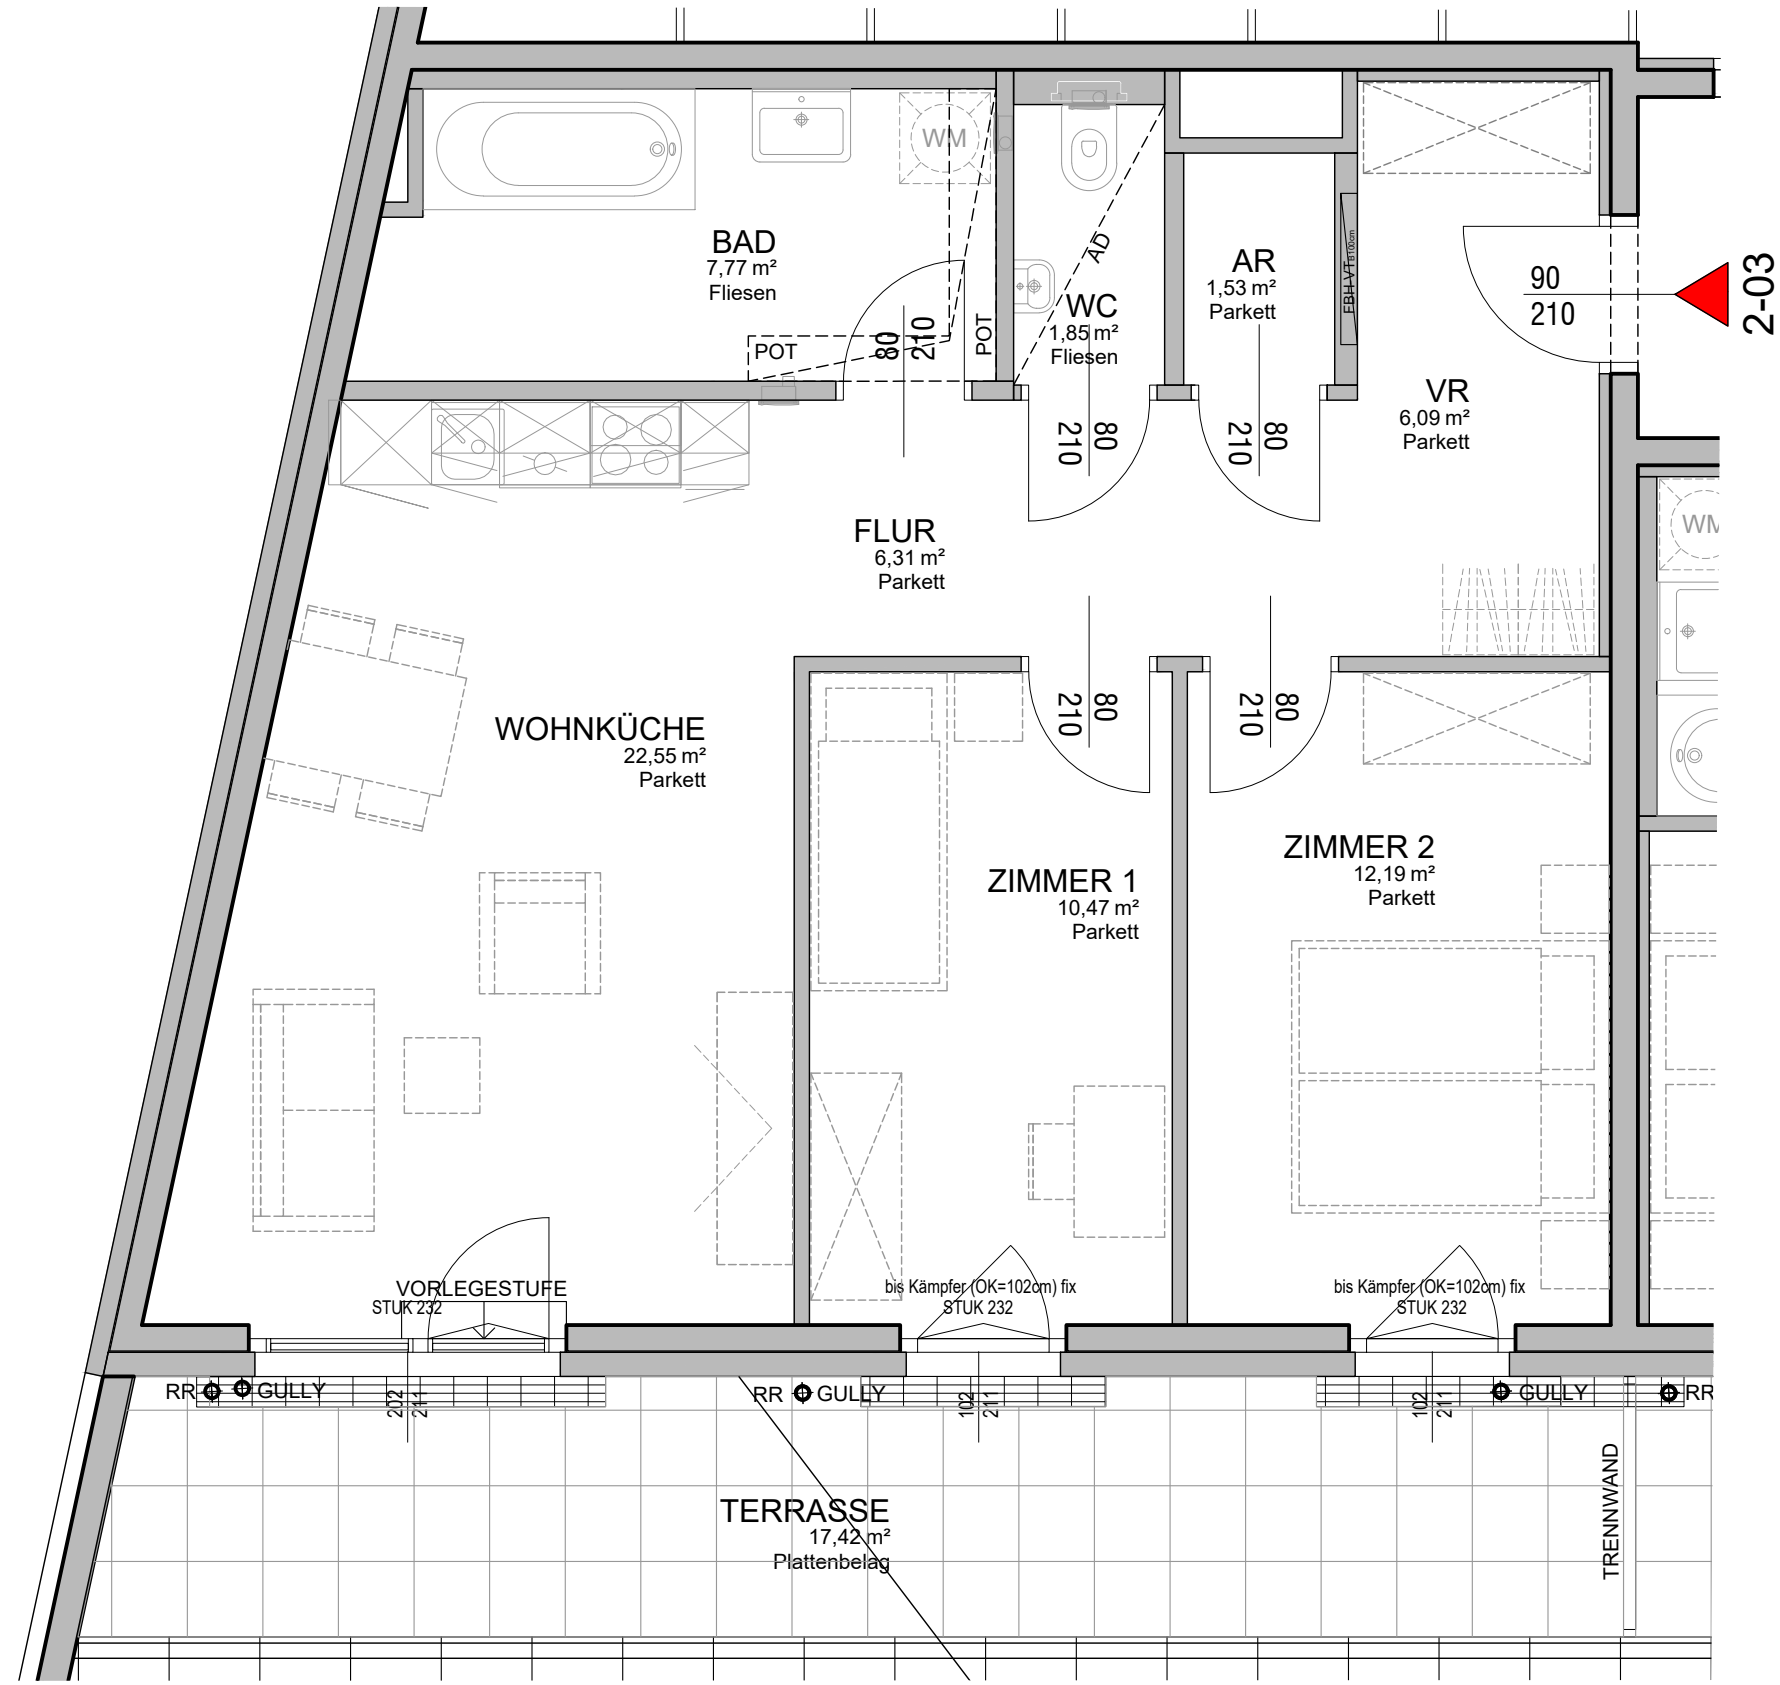 WM
BAD
7,77 m²
Fliesen
80
210
POT
POT
AD
WC
1,85 m²
Fliesen
80
210
AR
1,53 m²
Parkett
80
210
FBH-VT B100cm
VR
6,09 m²
Parkett
90
210
2-03
WM
FLUR
6,31 m²
Parkett
80
210
80
210
WOHNKÜCHE
22,55 m²
Parkett
ZIMMER 1
10,47 m²
Parkett
ZIMMER 2
12,19 m²
Parkett
VORLEGESTUFE
STUK 232
bis Kämpfer (OK=102cm) fix
STUK 232
bis Kämpfer (OK=102cm) fix
STUK 232
RR GULLY
202
211
RR GULLY
102
211
102
211
GULLY
RR
TERRASSE
17,42 m²
Plattenbelag
TRENNWAND